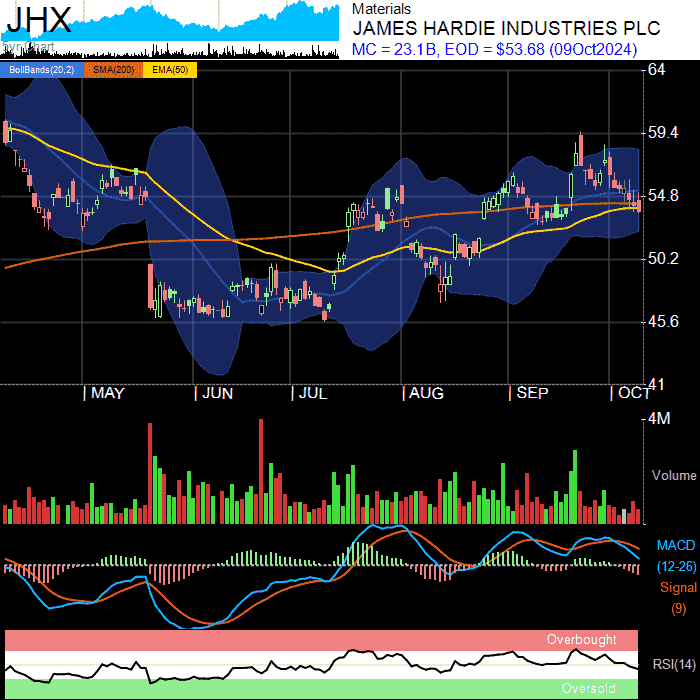 JHX
5yr Chart
Materials
JAMES HARDIE INDUSTRIES PLC
MC = 23.1B, EOD = $53.68 (09Oct2024)
BollBands(20,2) SMA(200) EMA(50)
64
59.4
54.8
50.2
45.6
41
| MAY | JUN | JUL | AUG | SEP | OCT
4M
Volume
MACD
(12-26)
Signal
(9)
Overbought
RSI(14)
Oversold